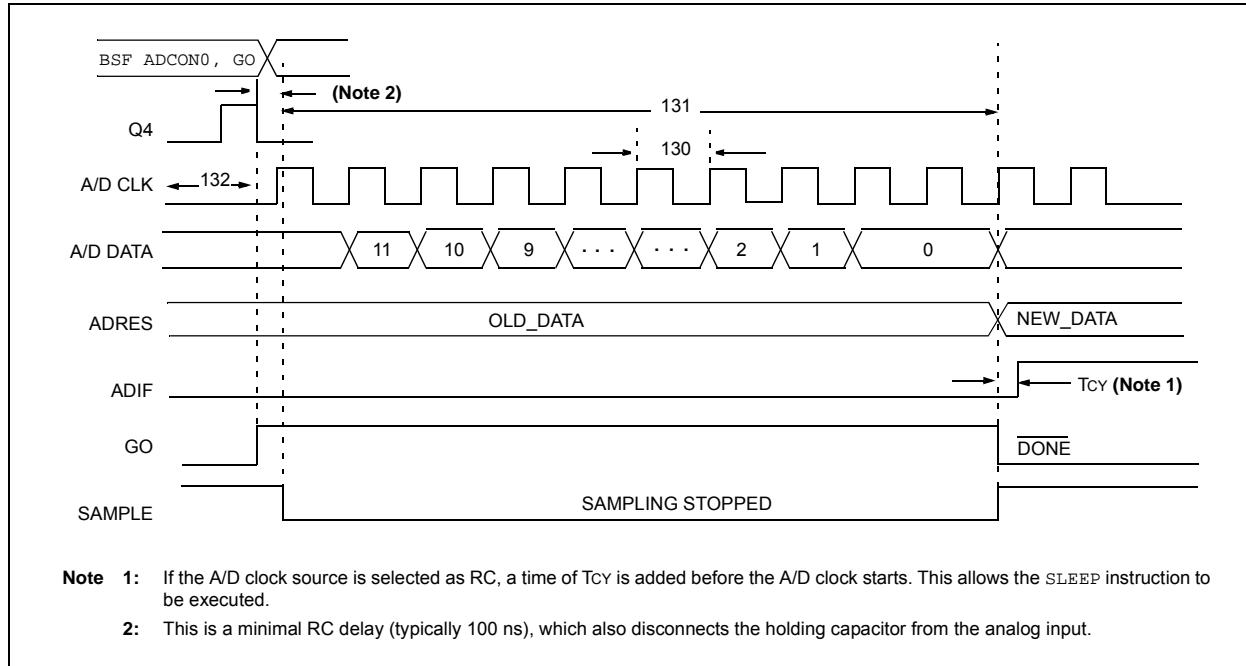 BSF ADCON0, GO
(Note 2)
131
Q4
130
A/D CLK
132
A/D DATA
11 10 9 . . . . . . 2 1 0
ADRES
OLD_DATA
NEW_DATA
ADIF
TCY (Note 1)
GO
DONE
SAMPLE
SAMPLING STOPPED
Note 1: If the A/D clock source is selected as RC, a time of TCY is added before the A/D clock starts. This allows the SLEEP instruction to
be executed.
2: This is a minimal RC delay (typically 100 ns), which also disconnects the holding capacitor from the analog input.